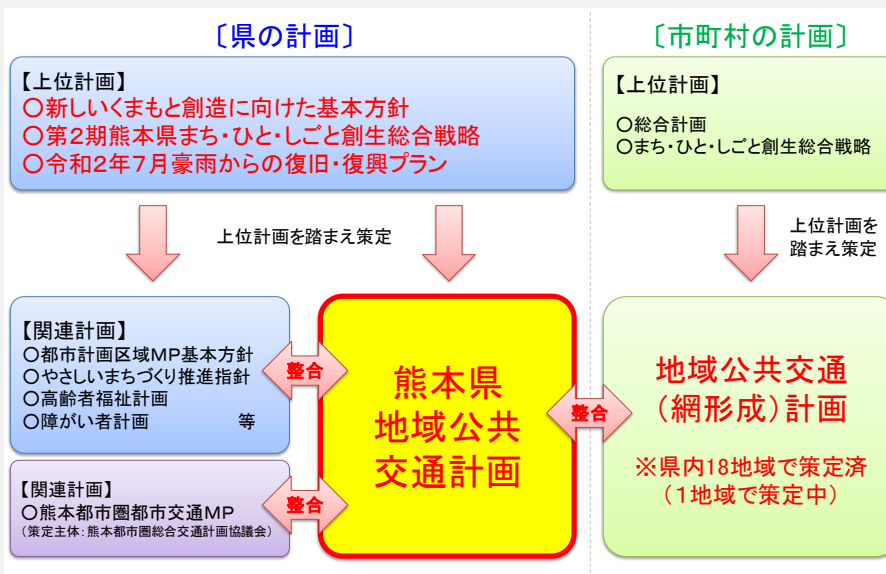 〔県の計画〕
【上位計画】
○新しいくまもと創造に向けた基本方針
○第2期熊本県まち・ひと・しごと創生総合戦略
○令和2年7月豪雨からの復旧・復興プラン
上位計画を踏まえ策定
【関連計画】
○都市計画区域MP基本方針
○やさしいまちづくり推進指針
○高齢者福祉計画
○障がい者計画 等
整合
【関連計画】
○熊本都市圏都市交通MP
(策定主体:熊本都市圏総合交通計画協議会)
整合
熊本県
地域公共
交通計画
整合
〔市町村の計画〕
【上位計画】
○総合計画
○まち・ひと・しごと創生総合戦略
上位計画を
踏まえ策定
地域公共交通
(網形成)計画
※県内18地域で策定済
(1地域で策定中)